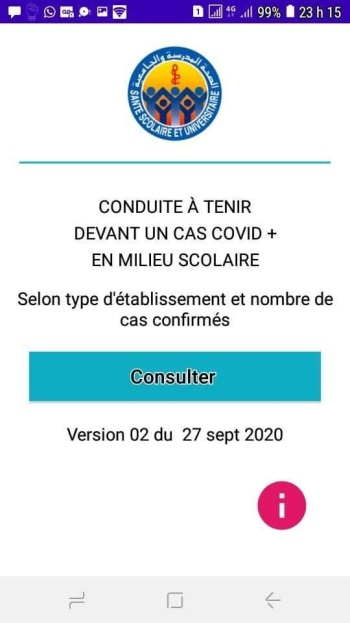 4G 99% 23 h 15
الصحة المدرسية والجامعية
SANTE SCOLAIRE ET UNIVERSITAIRE
CONDUITE À TENIR
DEVANT UN CAS COVID +
EN MILIEU SCOLAIRE
Selon type d'établissement et nombre de
cas confirmés
Consulter
Version 02 du 27 sept 2020
i